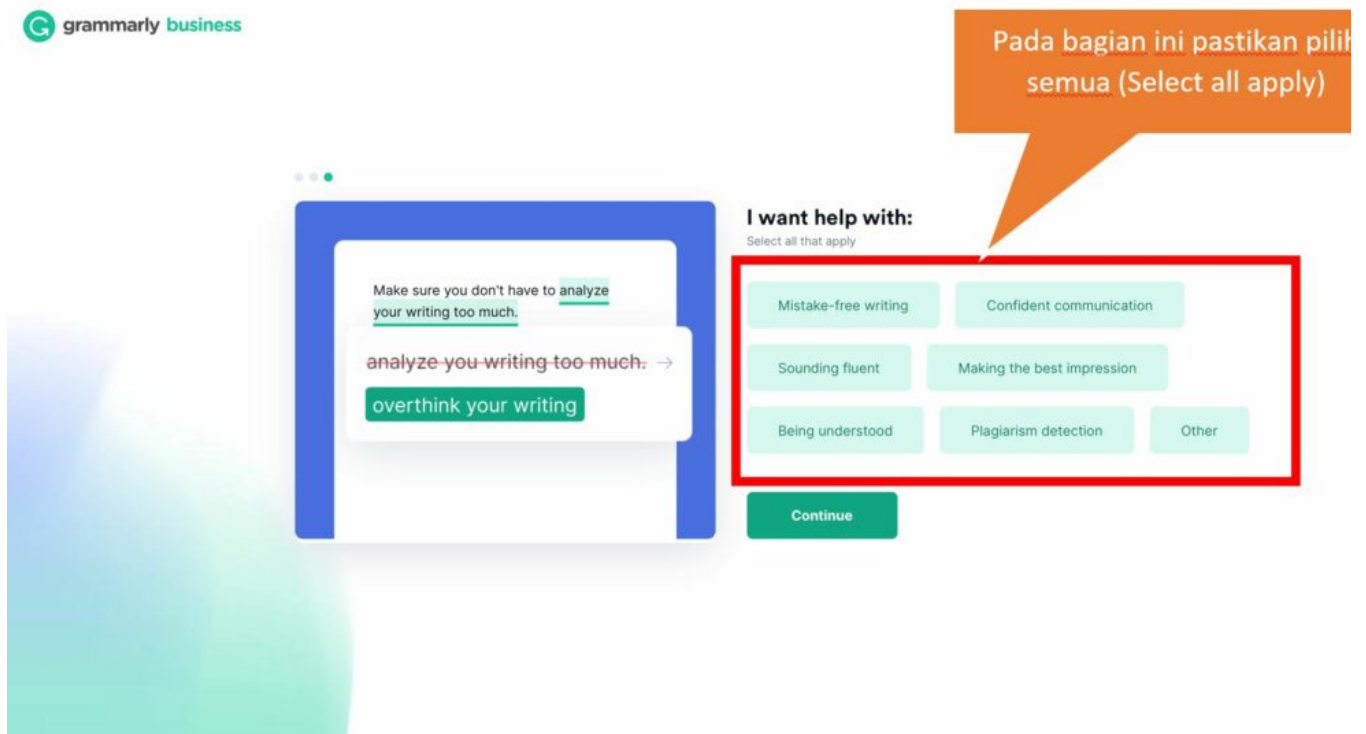 grammarly business
Pada bagian ini pastikan pilih
semua (Select all apply)
I want help with:
Select all that apply
Make sure you don't have to analyze
your writing too much.
analyze you writing too much. →
overthink your writing
Mistake-free writing
Confident communication
Sounding fluent
Making the best impression
Being understood
Plagiarism detection
Other
Continue